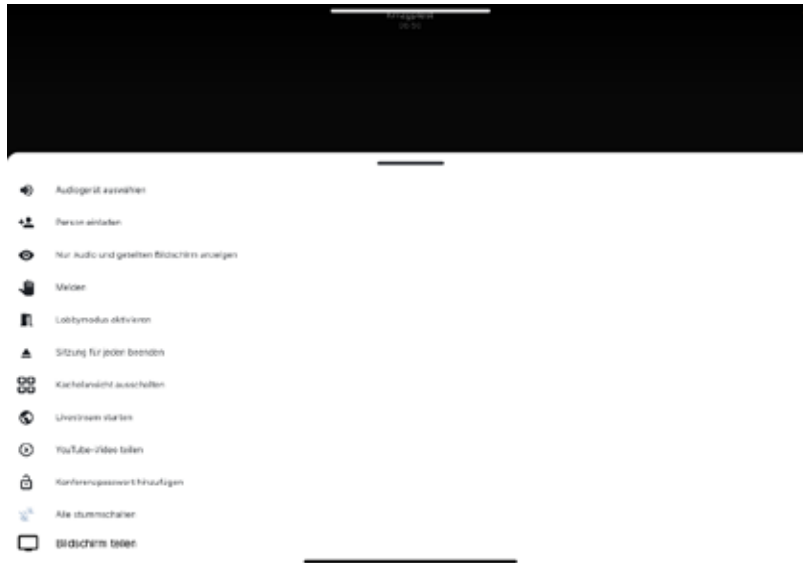 Audiogerät auswählen
Person einladen
Nur Audio und geteilten Bildschirm anzeigen
Melden
Lobbymodus aktivieren
Sitzung für jeden beenden
Kachelansicht ausschalten
Livestream starten
YouTube-Video teilen
Konferenzpasswort hinzufügen
Alle stummschalten
Bildschirm teilen